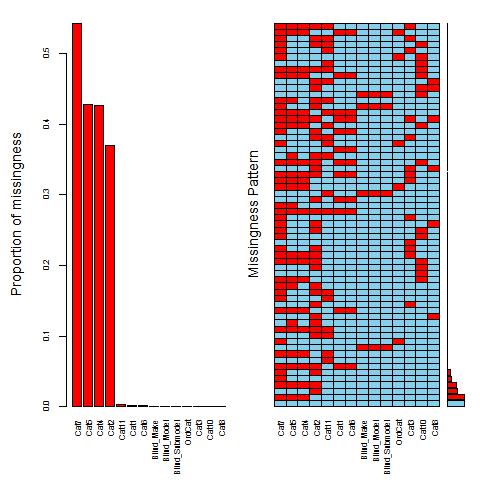 Proportion of missingness
0.0
0.1
0.2
0.3
0.4
0.5
Cat7
Cat5
Cat4
Cat2
Cat11
Cat1
Cat6
Blind_Make
Blind_Model
Blind_Submodel
OrdCat
Cat3
Cat10
Cat8
Missingness Pattern
Cat7
Cat5
Cat4
Cat2
Cat11
Cat1
Cat6
Blind_Make
Blind_Model
Blind_Submodel
OrdCat
Cat3
Cat10
Cat8